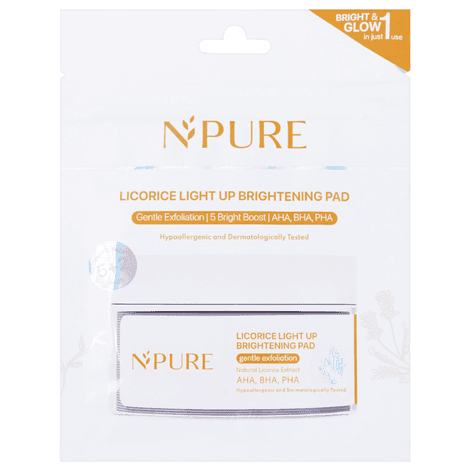 BRIGHT &
GLOW 1
in just use
NPURE
LICORICE LIGHT UP BRIGHTENING PAD
Gentle Exfoliation | 5 Bright Boost | AHA, BHA, PHA
Hypoallergenic and Dermatologically Tested
NPURE
LICORICE LIGHT UP
BRIGHTENING PAD
gentle exfoliation
Natural Licorice Extract
AHA, BHA, PHA
Hypoallergenic and Dermatologically Tested